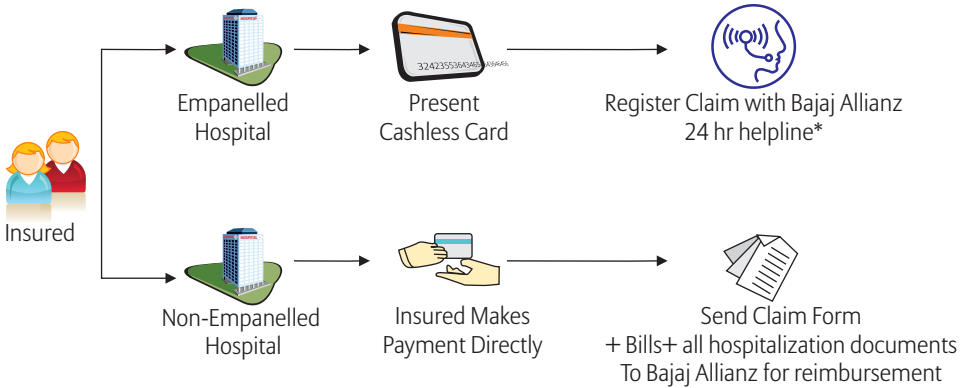 Empanelled
Hospital
Present
Cashless Card
Register Claim with Bajaj Allianz
24 hr helpline*
Insured
Non-Empanelled
Hospital
Insured Makes
Payment Directly
Send Claim Form
+ Bills+ all hospitalization documents
To Bajaj Allianz for reimbursement